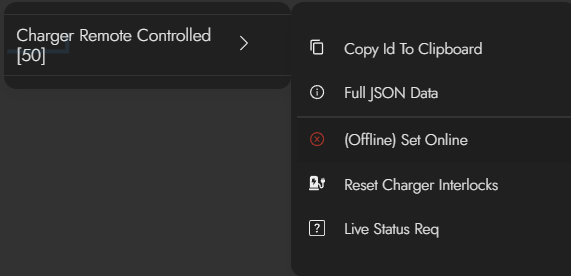 Charger Remote Controlled
[50]
Copy Id To Clipboard
Full JSON Data
(Offline) Set Online
Reset Charger Interlocks
? Live Status Req